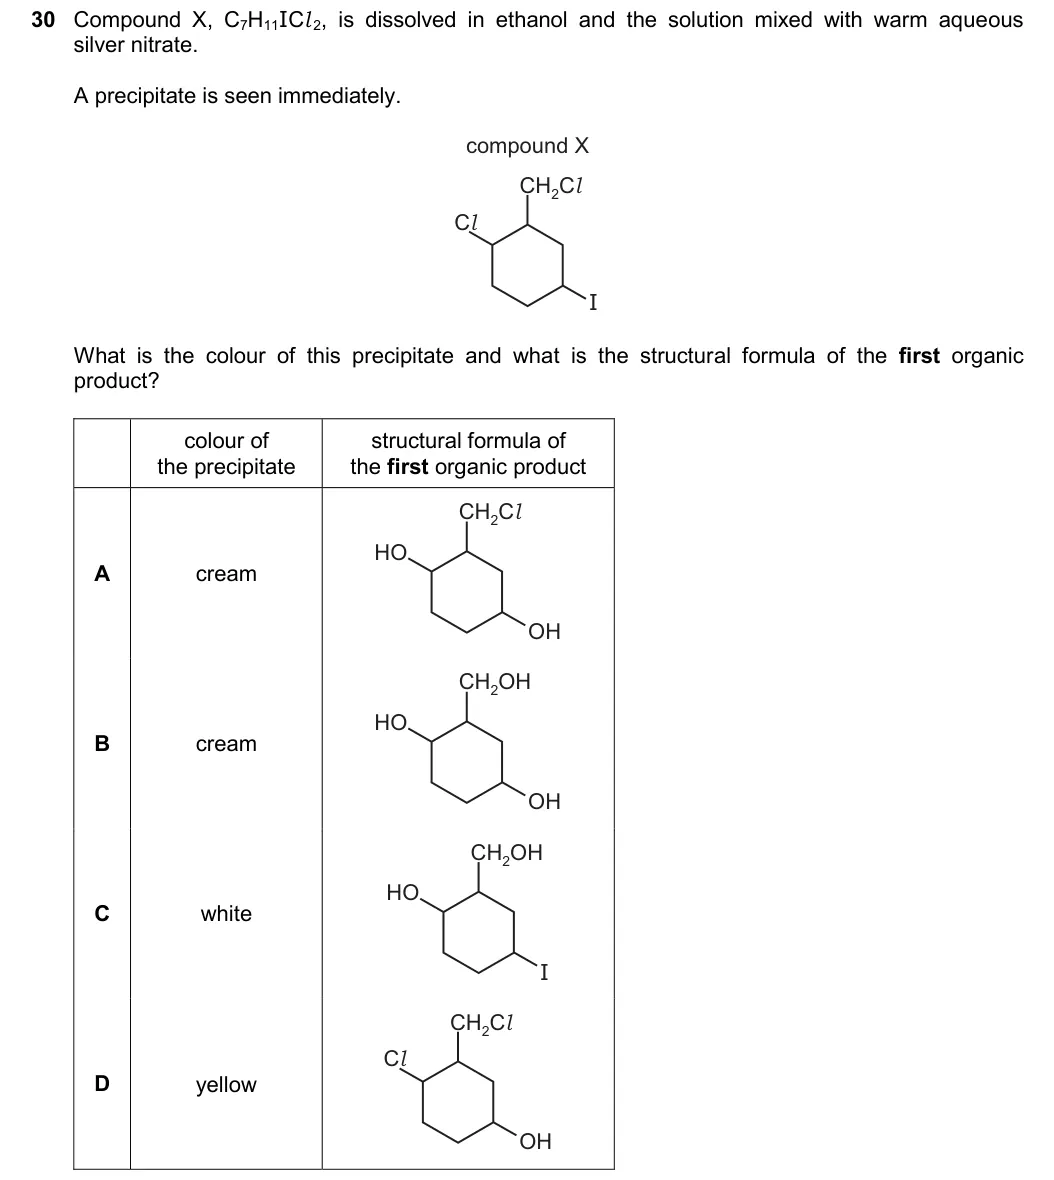 30 Compound X, C₇H₁₁ICl₂, is dissolved in ethanol and the solution mixed with warm aqueous
silver nitrate.
A precipitate is seen immediately.
compound X
CH₂Cl
Cl
I
What is the colour of this precipitate and what is the structural formula of the first organic
product?
colour of
the precipitate
structural formula of
the first organic product
CH₂Cl
HO
A cream
OH
CH₂OH
HO
B cream
OH
CH₂OH
HO
C white
I
CH₂Cl
Cl
D yellow
OH